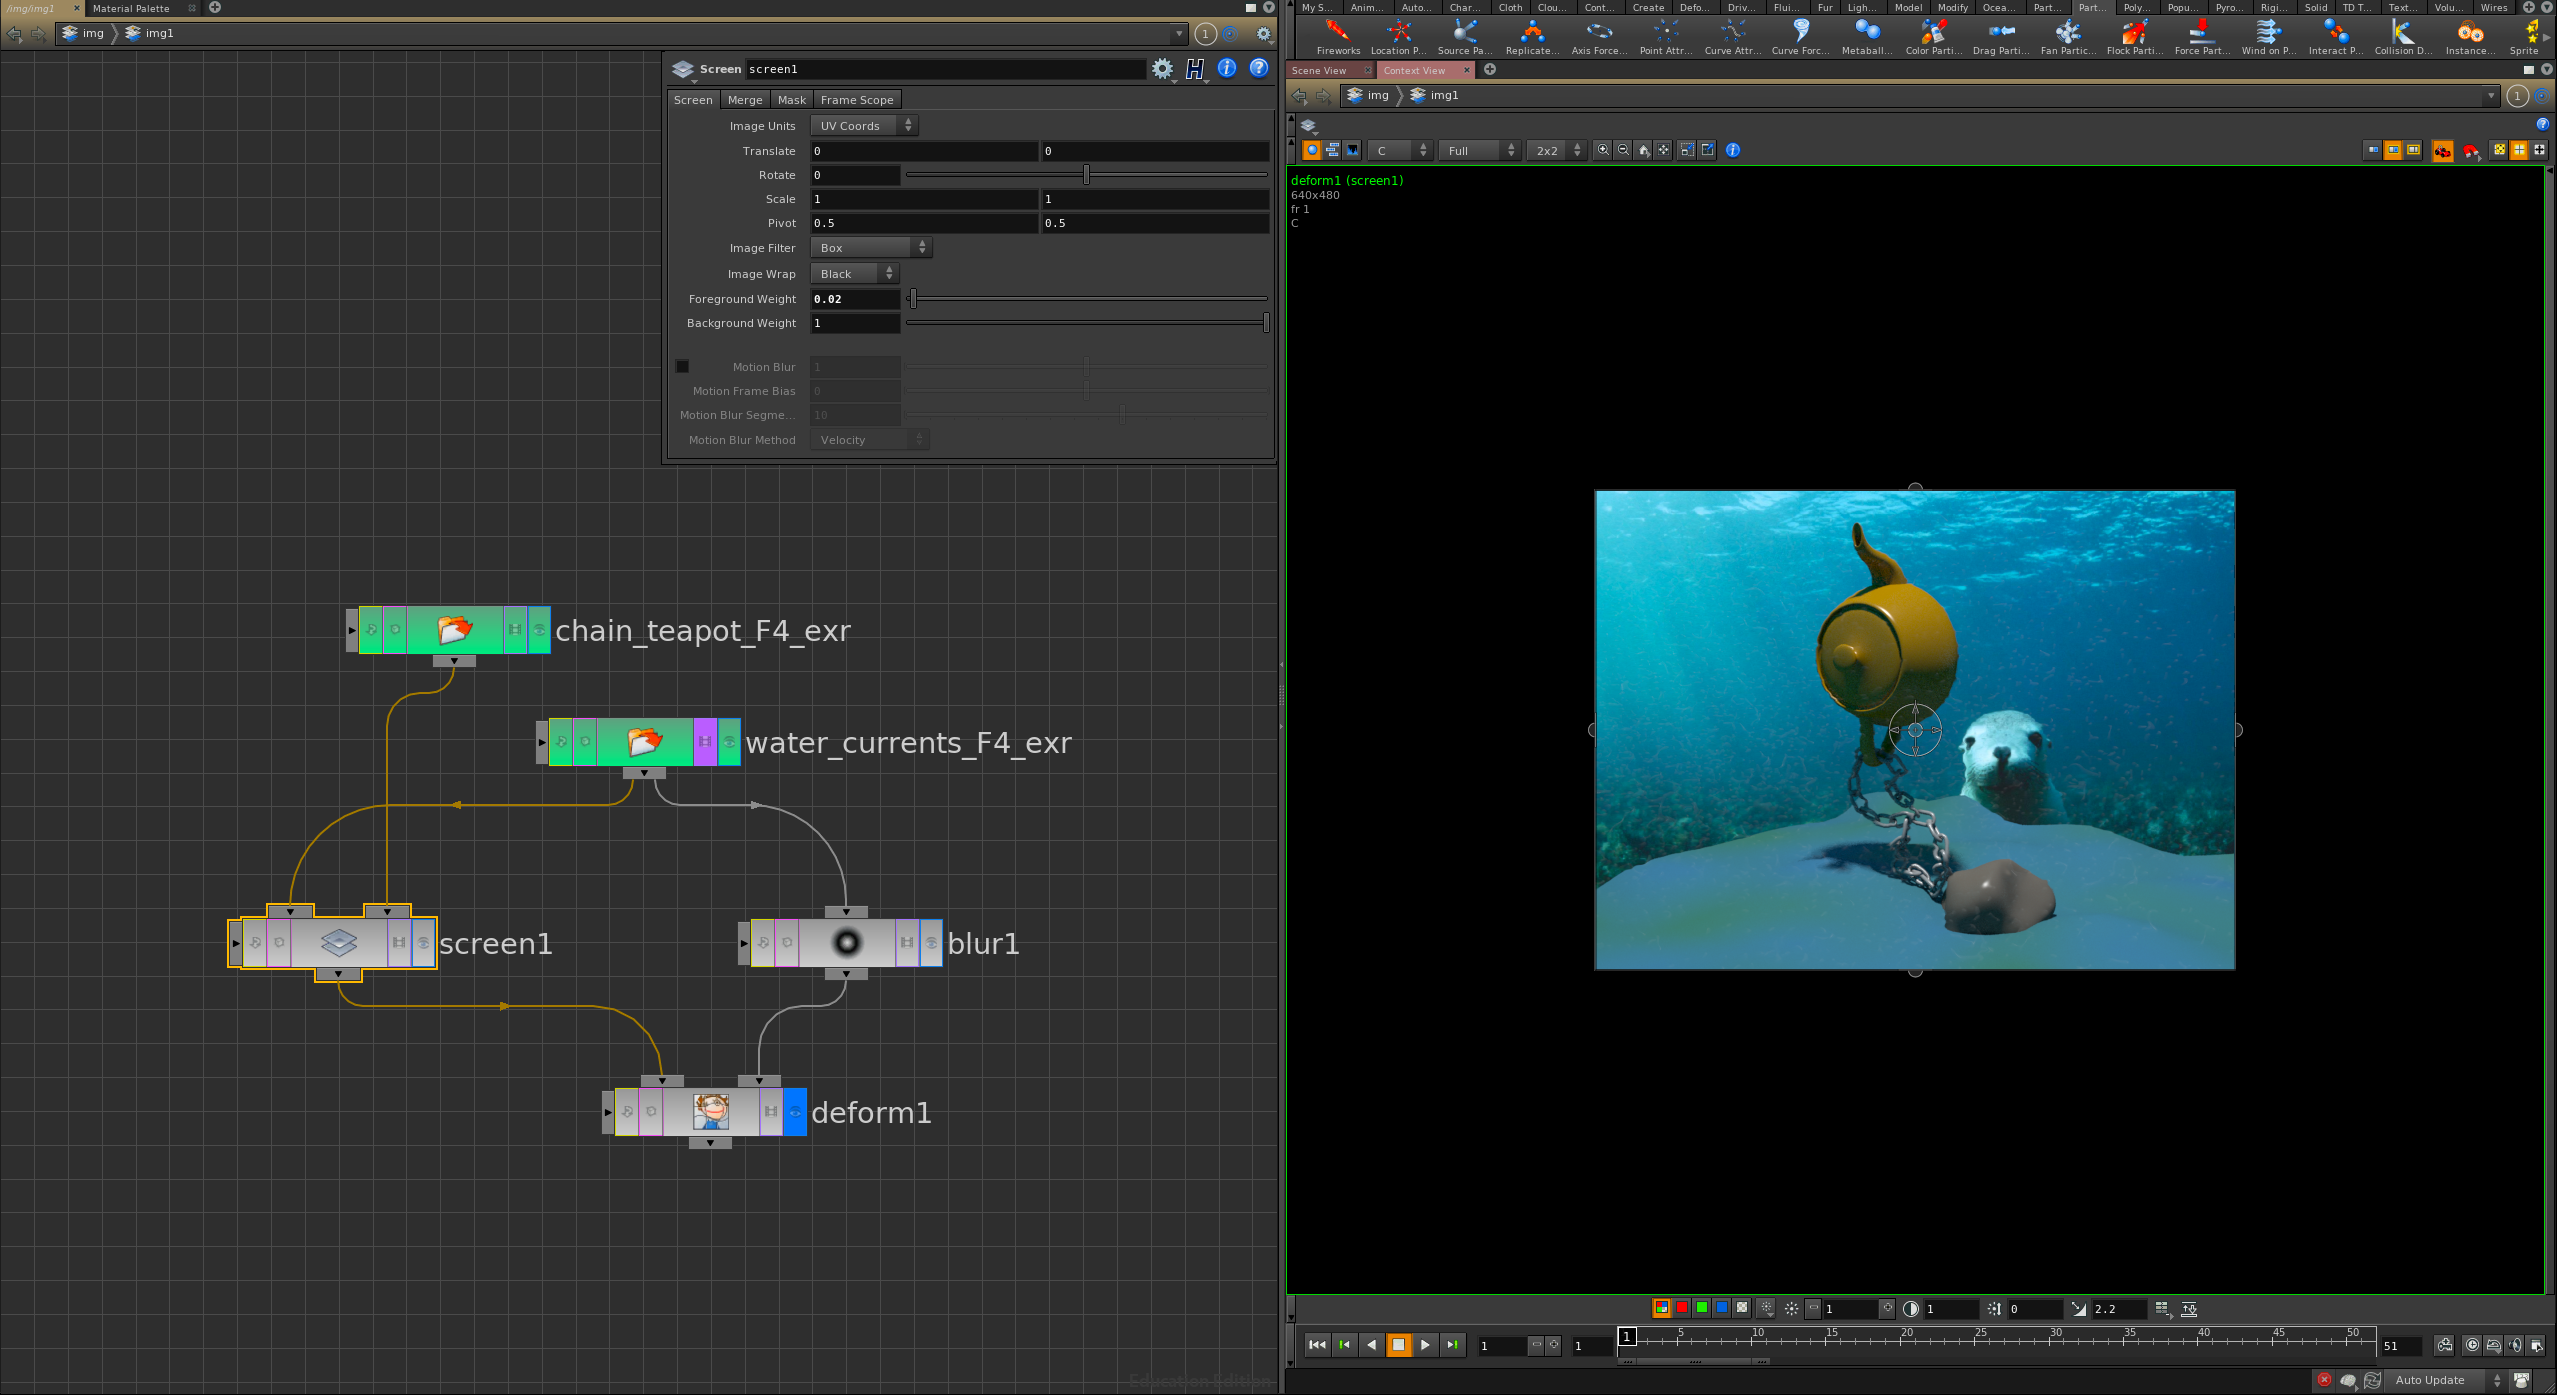 /img/img1
Material Palette
img
img1
1
Screen
screen1
Screen
Merge
Mask
Frame Scope
Image Units
UV Coords
Translate
0
0
Rotate
0
Scale
1
1
Pivot
0.5
0.5
Image Filter
Box
Image Wrap
Black
Foreground Weight
0.02
Background Weight
1
Motion Blur
1
Motion Frame Bias
0
Motion Blur Segme...
10
Motion Blur Method
Velocity
chain_teapot_F4_exr
water_currents_F4_exr
screen1
blur1
deform1
Education Edition
My S...
Anim...
Auto...
Char...
Cloth
Clou...
Cont...
Create
Defo...
Driv...
Flui...
Fur
Ligh...
Model
Modify
Ocea...
Part...
Part...
Poly...
Popu...
Pyro...
Rigi...
Solid
TD T...
Text...
Volu...
Wires
Fireworks
Location P...
Source Pa...
Replicate...
Axis Force...
Point Attr...
Curve Attr...
Curve Forc...
Metaball...
Color Parti...
Drag Parti...
Fan Partic...
Flock Parti...
Force Part...
Wind on P...
Interact P...
Collision D...
Instance...
Sprite
Scene View
Context View
img
img1
1
C
Full
2x2
deform1 (screen1)
640x480
fr 1
C
1
1
0
2.2
1
1
1
5
10
15
20
25
30
35
40
45
50
51
Auto Update